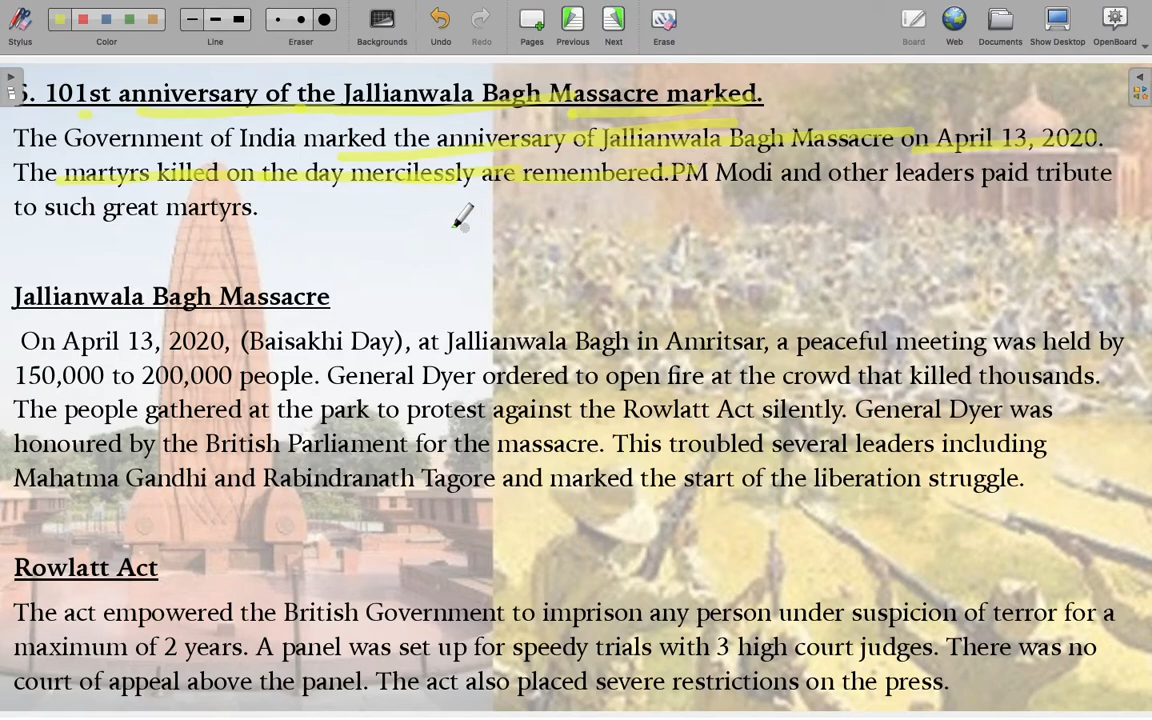 Stylus
Color
Line
Eraser
Backgrounds
Undo
Redo
Pages
Previous
Next
Erase
Board
Web
Documents
Show Desktop
OpenBoard
. 101st anniversary of the Jallianwala Bagh Massacre marked.
The Government of India marked the anniversary of Jallianwala Bagh Massacre on April 13, 2020.
The martyrs killed on the day mercilessly are remembered.PM Modi and other leaders paid tribute
to such great martyrs.
Jallianwala Bagh Massacre
On April 13, 2020, (Baisakhi Day), at Jallianwala Bagh in Amritsar, a peaceful meeting was held by
150,000 to 200,000 people. General Dyer ordered to open fire at the crowd that killed thousands.
The people gathered at the park to protest against the Rowlatt Act silently. General Dyer was
honoured by the British Parliament for the massacre. This troubled several leaders including
Mahatma Gandhi and Rabindranath Tagore and marked the start of the liberation struggle.
Rowlatt Act
The act empowered the British Government to imprison any person under suspicion of terror for a
maximum of 2 years. A panel was set up for speedy trials with 3 high court judges. There was no
court of appeal above the panel. The act also placed severe restrictions on the press.